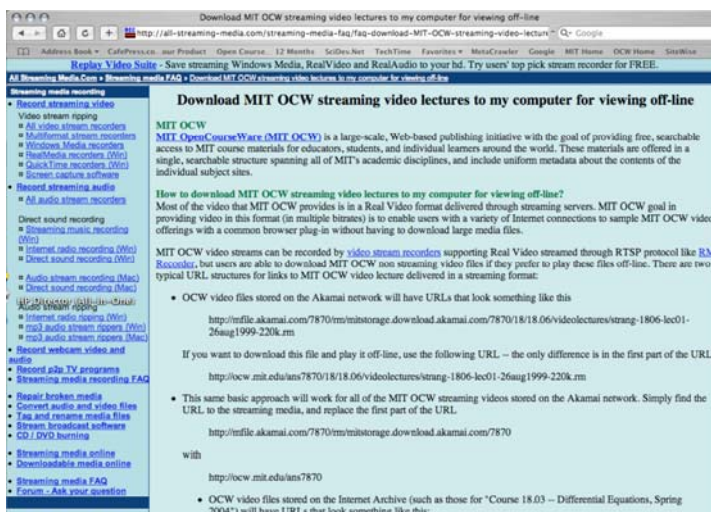 Download MIT OCW streaming video lectures to my computer for viewing off-line
http://all-streaming-media.com/streaming-media-faq/faq-download-MIT-OCW-streaming-video-lectur
Google
Address Book
CafePress.co...our Product
Open Course...12 Months
SciDev.Net
TechTime
Favorites
MetaCrawler
Google
MIT Home
OCW Home
SiteWise
Replay Video Suite - Save streaming Windows Media, RealVideo and RealAudio to your hd. Try users' top pick stream recorder for FREE.
All Streaming Media.Com » Streaming media FAQ » Download MIT OCW streaming video lectures to my computer for viewing off-line
Streaming media recording
Record streaming video
Video stream ripping
All video stream recorders
Multiformat stream recorders
Windows Media recorders
RealMedia recorders (Win)
QuickTime recorders (Win)
Screen capture software
Record streaming audio
All audio stream recorders
Direct sound recording
Streaming music recording
(Win)
Internet radio recording (Win)
Direct sound recording (Win)
Audio stream recording (Mac)
Direct sound recording (Mac)
HP Director (All-in-One)
Audio stream ripping
Internet radio ripping (Win)
mp3 audio stream rippers (Win)
mp3 audio stream rippers (Mac)
Record webcam video and
audio
Record p2p TV programs
Streaming media recording FAQ
Repair broken media
Convert audio and video files
Tag and rename media files
Stream broadcast software
CD / DVD burning
Streaming media online
Downloadable media online
Streaming media FAQ
Forum - Ask your question
Download MIT OCW streaming video lectures to my computer for viewing off-line
MIT OCW
MIT OpenCourseWare (MIT OCW) is a large-scale, Web-based publishing initiative with the goal of providing free, searchable
access to MIT course materials for educators, students, and individual learners around the world. These materials are offered in a
single, searchable structure spanning all of MIT's academic disciplines, and include uniform metadata about the contents of the
individual subject sites.
How to download MIT OCW streaming video lectures to my computer for viewing off-line?
Most of the video that MIT OCW provides is in a Real Video format delivered through streaming servers. MIT OCW goal in
providing video in this format (in multiple bitrates) is to enable users with a variety of Internet connections to sample MIT OCW video
offerings with a common browser plug-in without having to download large media files.
MIT OCW video streams can be recorded by video stream recorders supporting Real Video streamed through RTSP protocol like RM
Recorder, but users are able to download MIT OCW non streaming video files if they prefer to play these files off-line. There are two
typical URL structures for links to MIT OCW video lecture delivered in a streaming format:
• OCW video files stored on the Akamai network will have URLs that look something like this
http://mfile.akamai.com/7870/rm/mitstorage.download.akamai.com/7870/18/18.06/videolectures/strang-1806-lec01-
26aug1999-220k.rm
If you want to download this file and play it off-line, use the following URL -- the only difference is in the first part of the URL
http://ocw.mit.edu/ans7870/18/18.06/videolectures/strang-1806-lec01-26aug1999-220k.rm
• This same basic approach will work for all of the MIT OCW streaming videos stored on the Akamai network. Simply find the
URL to the streaming media, and replace the first part of the URL
http://mfile.akamai.com/7870/rm/mitstorage.download.akamai.com/7870
with
http://ocw.mit.edu/ans7870
• OCW video files stored on the Internet Archive (such as those for "Course 18.03 -- Differential Equations, Spring
2004") will have URLs that look something like this: